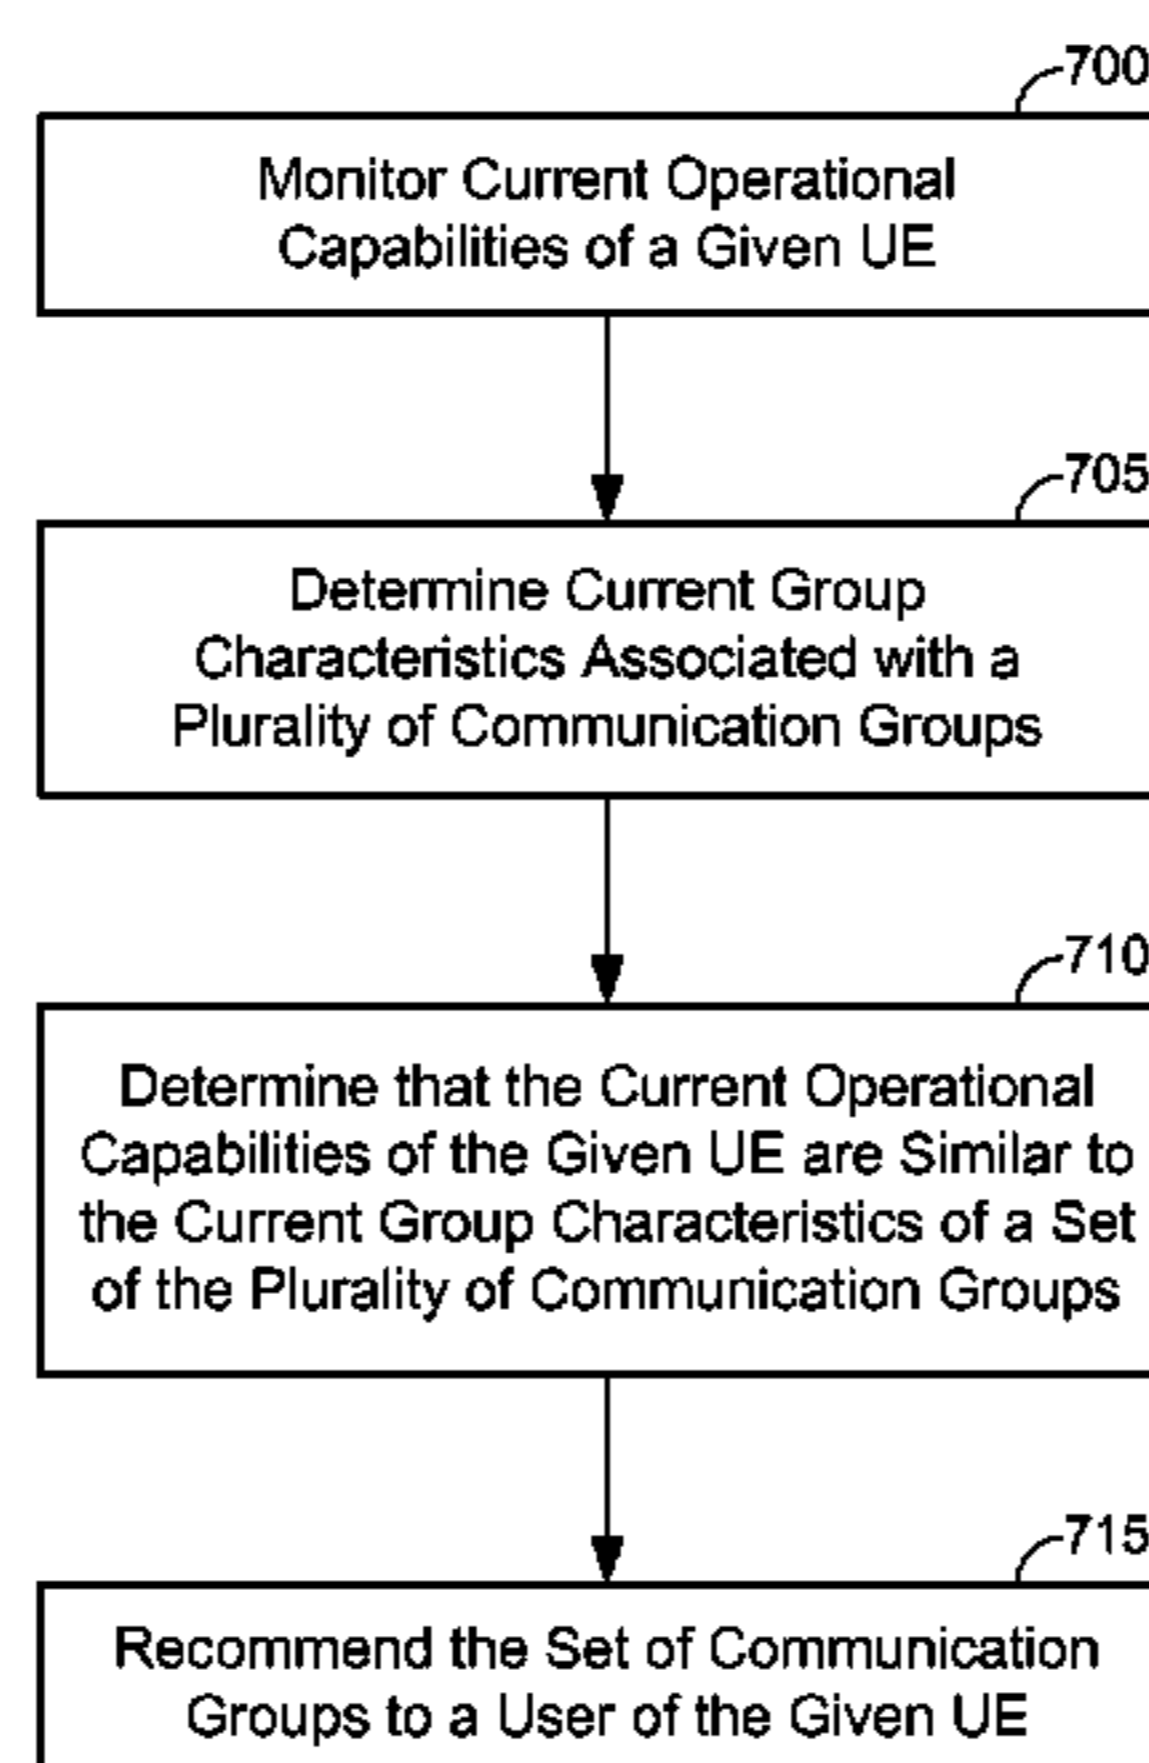 700
Monitor Current Operational
Capabilities of a Given UE
705
Determine Current Group
Characteristics Associated with a
Plurality of Communication Groups
710
Determine that the Current Operational
Capabilities of the Given UE are Similar to
the Current Group Characteristics of a Set
of the Plurality of Communication Groups
715
Recommend the Set of Communication
Groups to a User of the Given UE